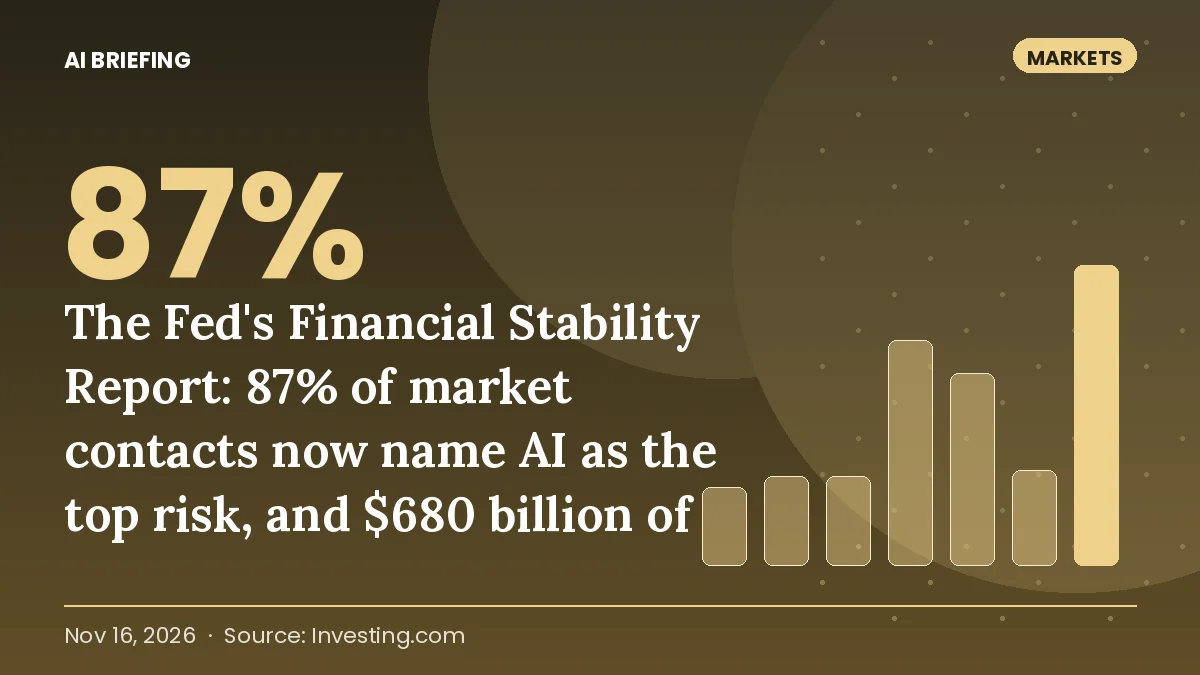 AI BRIEFING
MARKETS
87%
The Fed's Financial Stability
Report: 87% of market
contacts now name AI as the
top risk, and $680 billion of
Nov 16, 2026 · Source: Investing.com